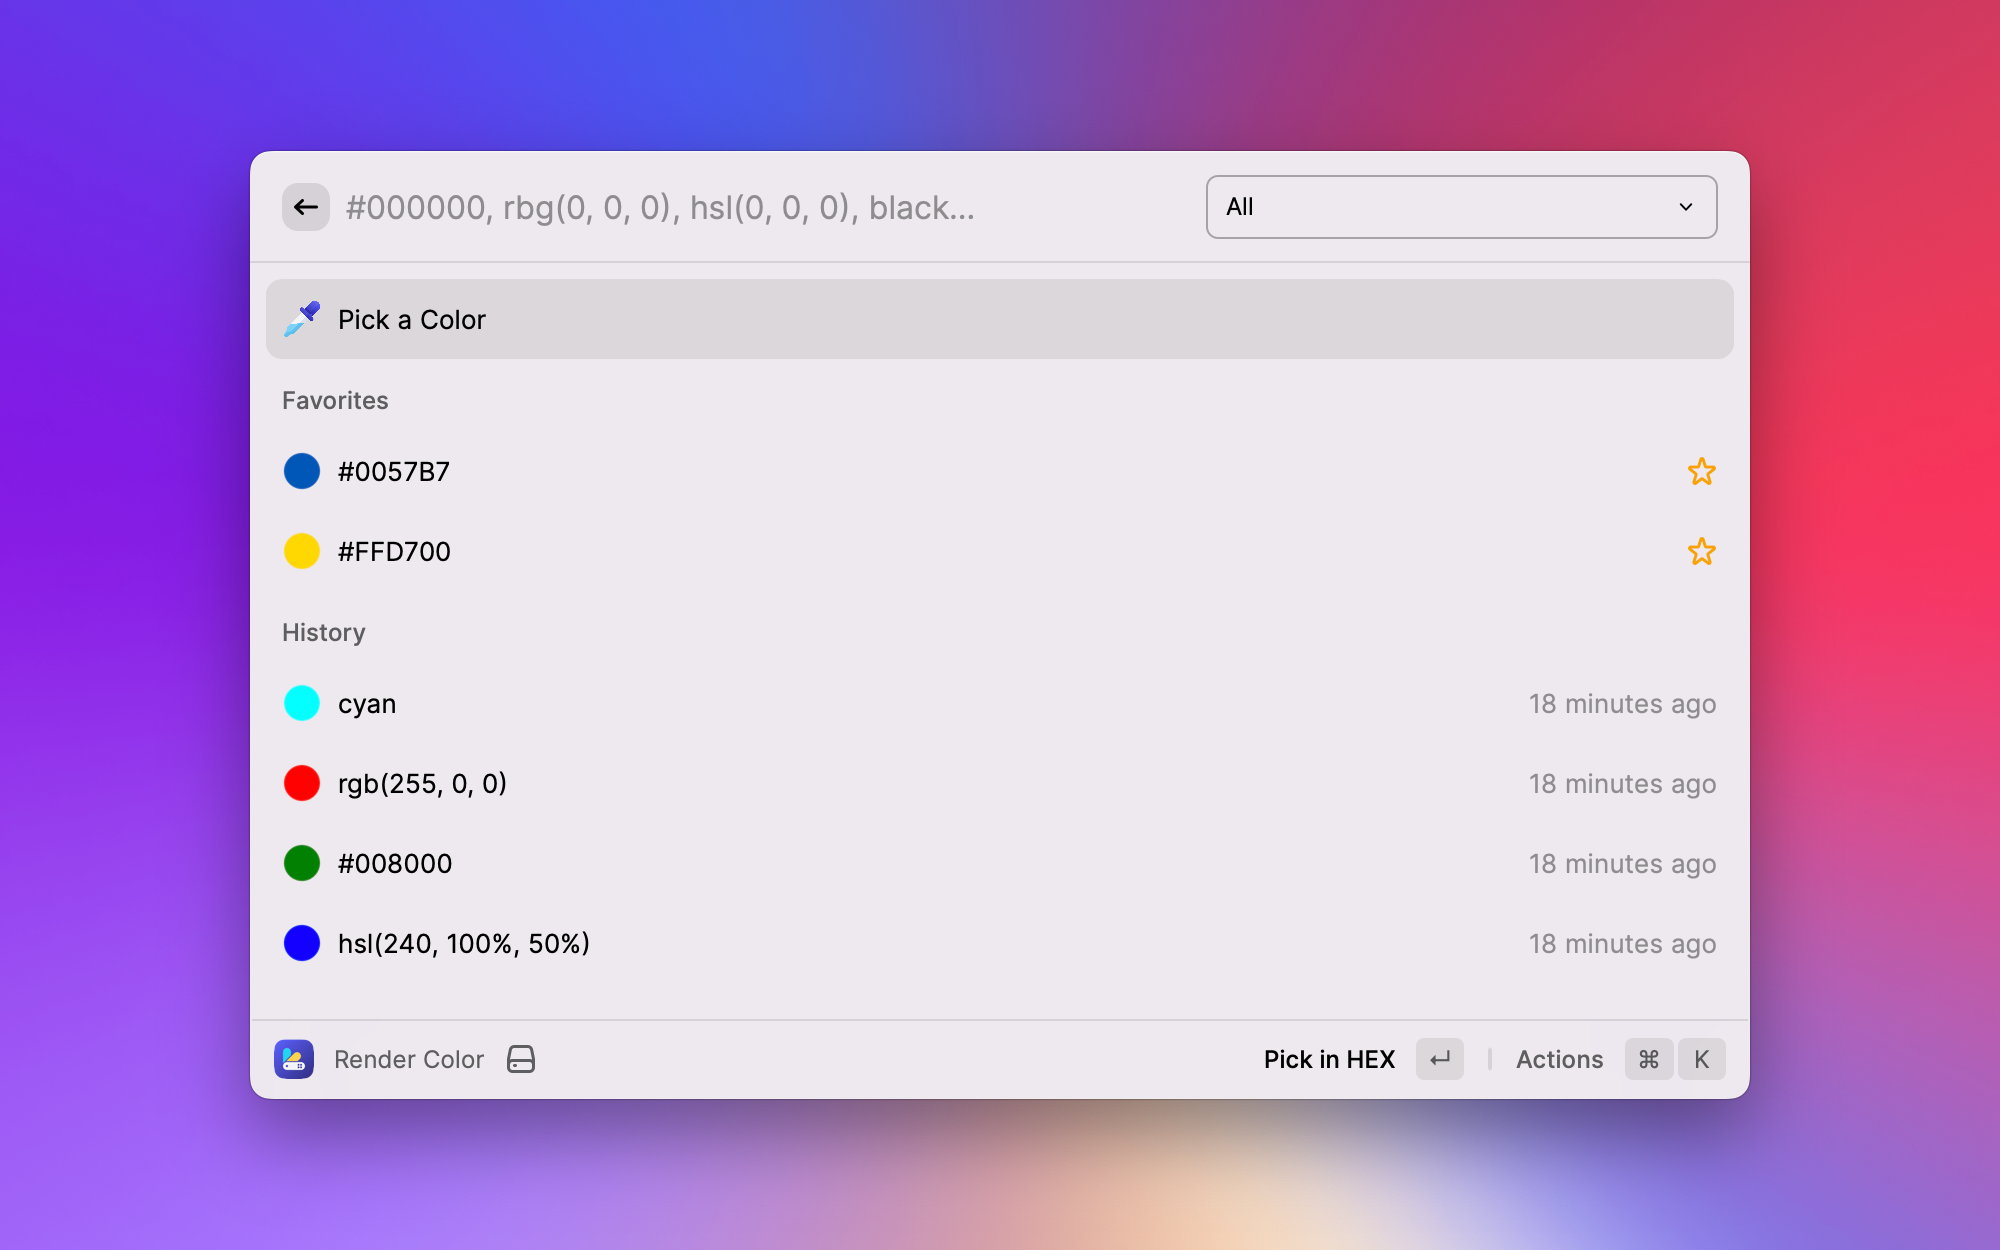 #000000, rbg(0, 0, 0), hsl(0, 0, 0), black...
All
Pick a Color
Favorites
#0057B7
#FFD700
History
cyan 18 minutes ago
rgb(255, 0, 0) 18 minutes ago
#008000 18 minutes ago
hsl(240, 100%, 50%) 18 minutes ago
Render Color Pick in HEX ↵ Actions ⌘ K